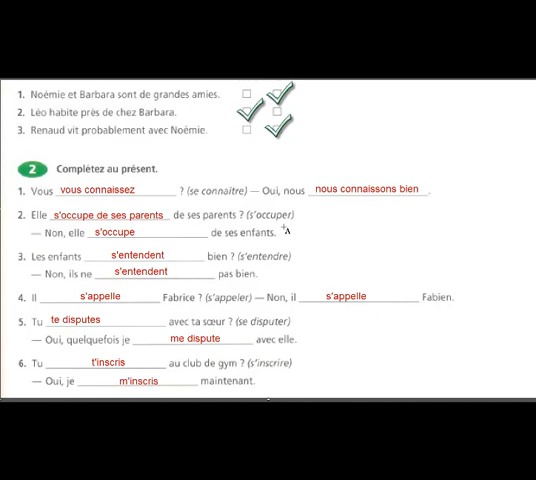 1. Noémie et Barbara sont de grandes amies.
2. Léo habite près de chez Barbara.
3. Renaud vit probablement avec Noémie.
2 Complétez au présent.
1. Vous vous connaissez ? (se connaître) — Oui, nous nous connaissons bien.
2. Elle s'occupe de ses parents de ses parents ? (s'occuper)
— Non, elle s'occupe de ses enfants.
3. Les enfants s'entendent bien ? (s'entendre)
— Non, ils ne s'entendent pas bien.
4. Il s'appelle Fabrice ? (s'appeler) — Non, il s'appelle Fabien.
5. Tu te disputes avec ta sœur ? (se disputer)
— Oui, quelquefois je me dispute avec elle.
6. Tu t'inscris au club de gym ? (s'inscrire)
— Oui, je m'inscris maintenant.